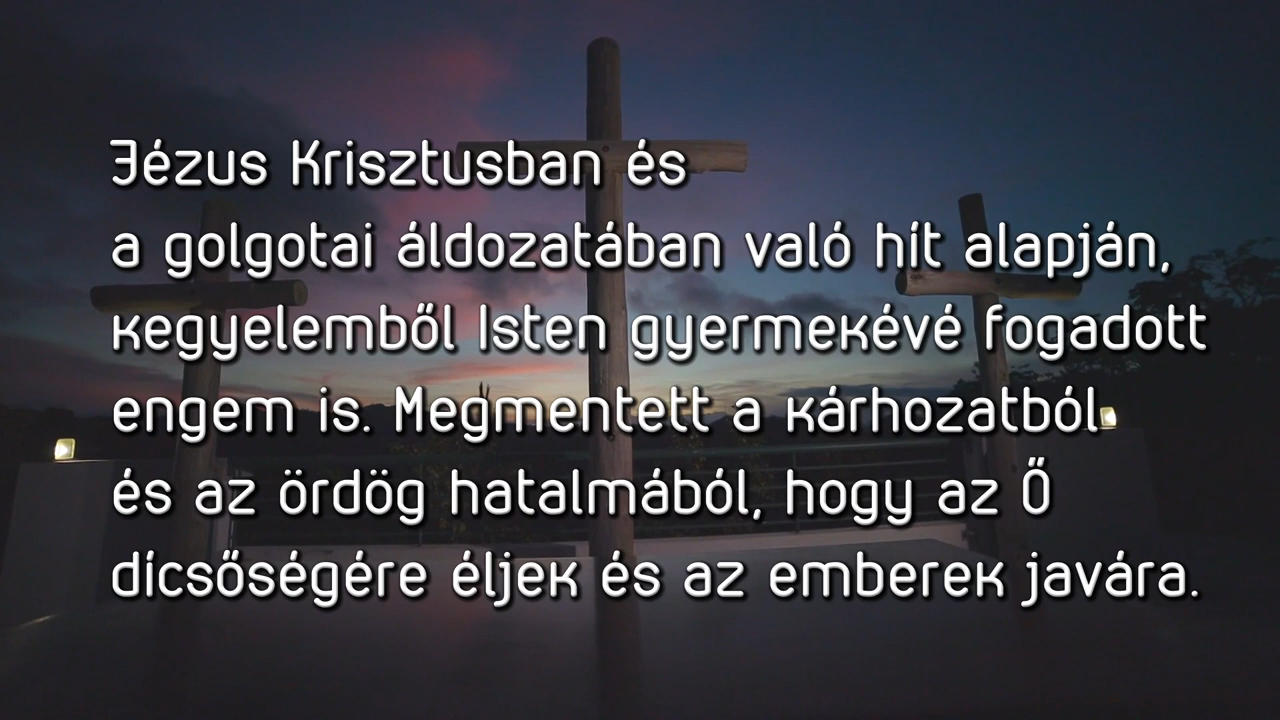 Jézus Krisztusban és
a golgotai áldozatában való hit alapján,
kegyelemből Isten gyermekévé fogadott
engem is. Megmentett a kárhozatból
és az ördög hatalmából, hogy az Ő
dicsőségére éljek és az emberek javára.